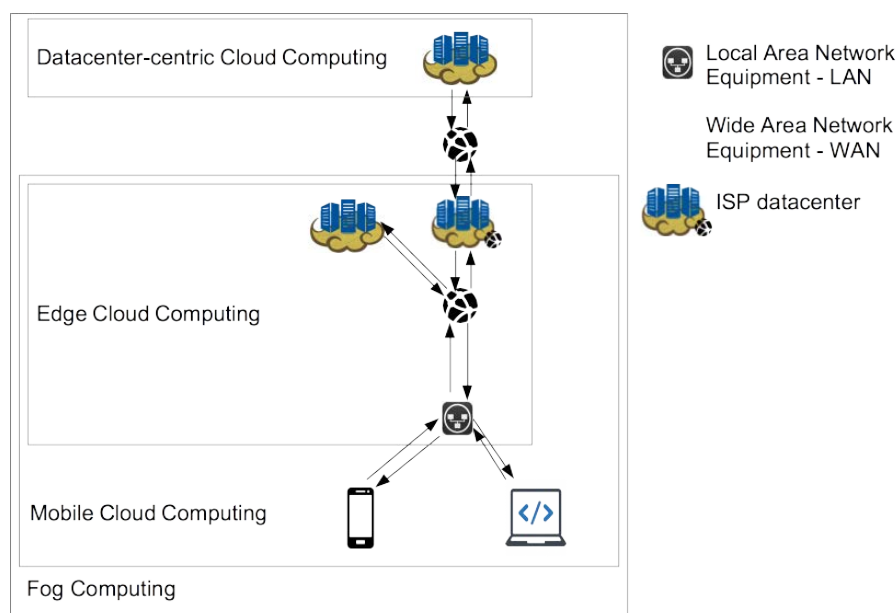 Datacenter-centric Cloud Computing
Edge Cloud Computing
</>
Mobile Cloud Computing
Fog Computing
Local Area Network
Equipment - LAN
Wide Area Network
Equipment - WAN
ISP datacenter